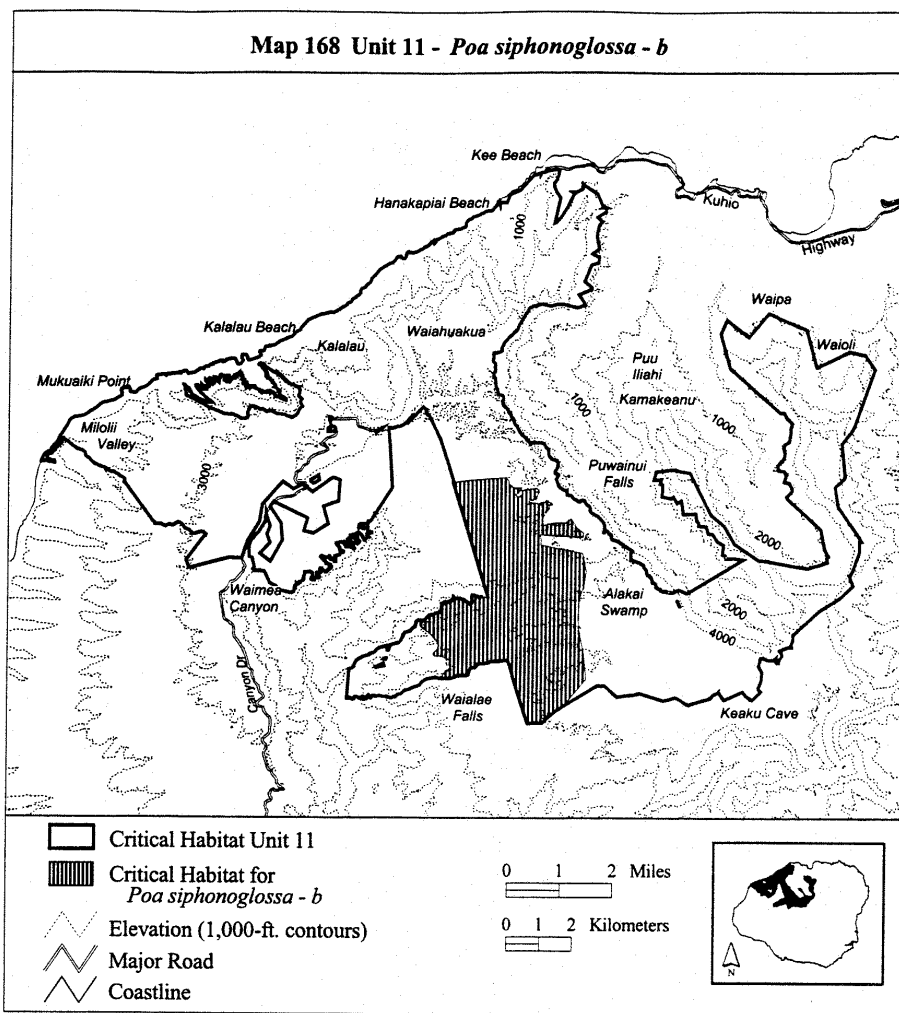 Map 168 Unit 11 - Poa siphonoglossa - b
Kee Beach
Hanakapiai Beach
Kuhio
Highway
1000
Waipa
Kalalau Beach
Kalalau
Waiahuakua
Waioli
Puu
Iliahi
Mukuaiki Point
Kamakeanu
1000
1000
Milolii
Valley
3000
Puwainui
Falls
2000
Waimea
Canyon
Alakai
Swamp
2000
4000
Canyon Dr
Waialae
Falls
Keaku Cave
Critical Habitat Unit 11
Critical Habitat for
Poa siphonoglossa - b
Elevation (1,000-ft. contours)
Major Road
Coastline
0 1 2 Miles
0 1 2 Kilometers
N